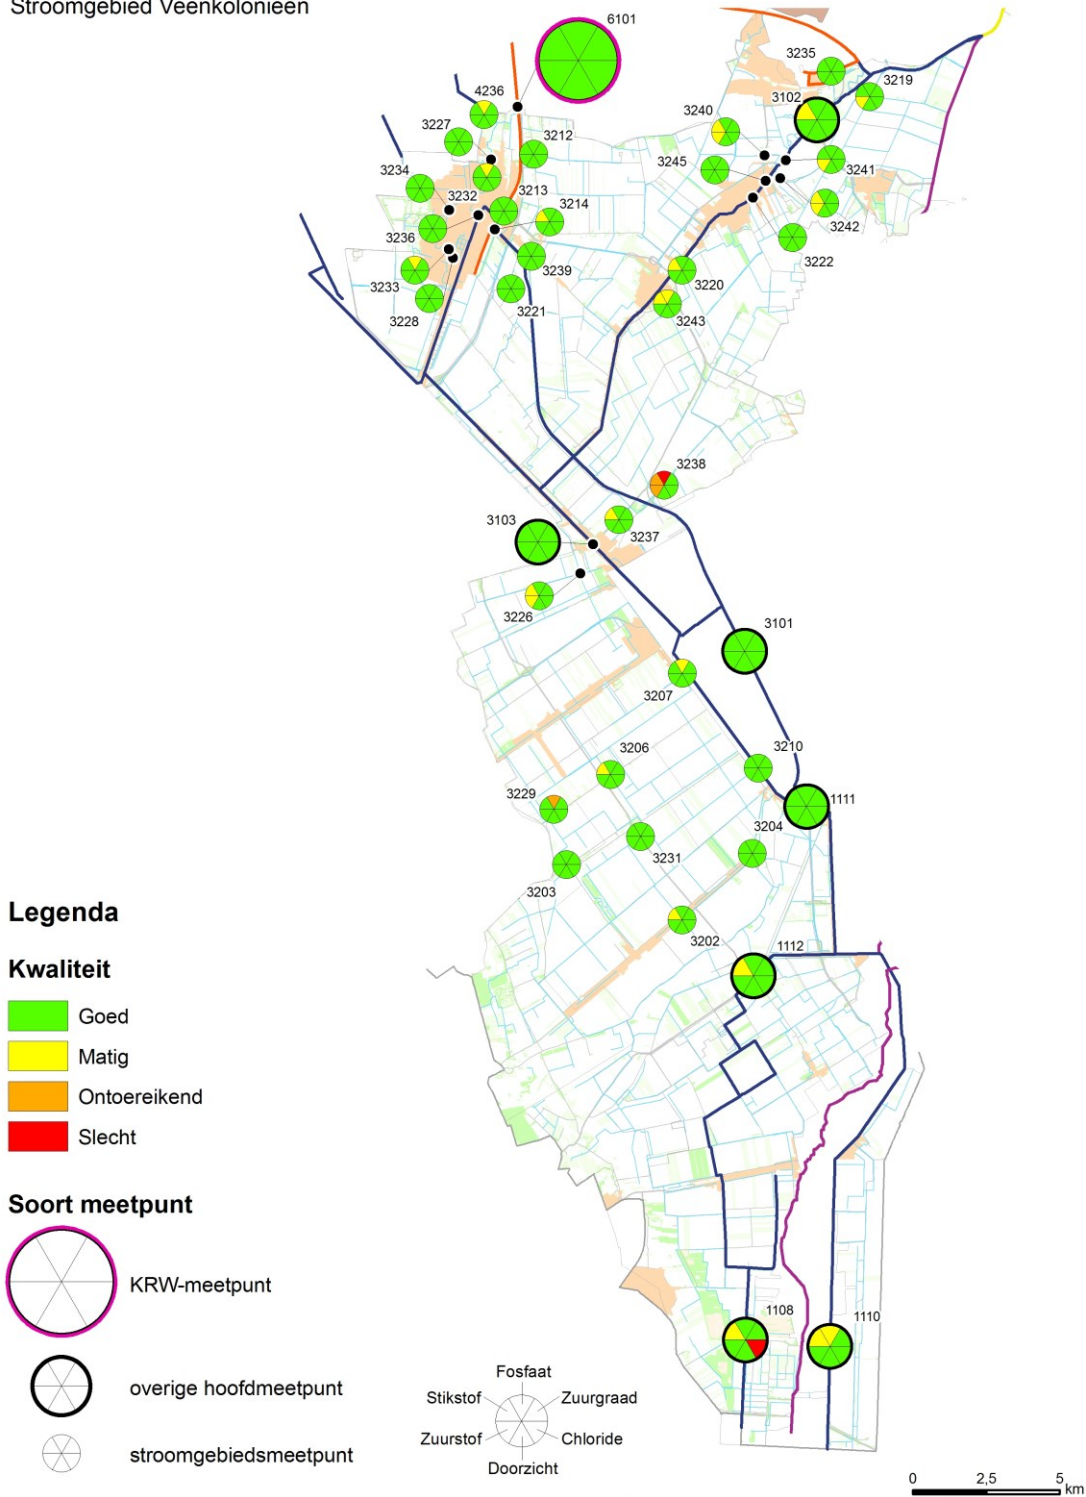 Stroomgebied Veenkoloniëen
6101
3235
3219
4236
3102
3240
3227
3212
3245
3241
3234
3232
3213
3214
3242
3236
3222
3239
3233
3220
3221
3228
3243
3238
3103
3237
3226
3101
3207
3210
3206
3229
1111
3204
3231
3203
3202
1112
1108
1110
Legenda
Kwaliteit
Goed
Matig
Ontoereikend
Slecht
Soort meetpunt
KRW-meetpunt
overige hoofdmeetpunt
stroomgebiedsmeetpunt
Fosfaat
Stikstof
Zuurgraad
Zuurstof
Chloride
Doorzicht
0 2,5 5
km